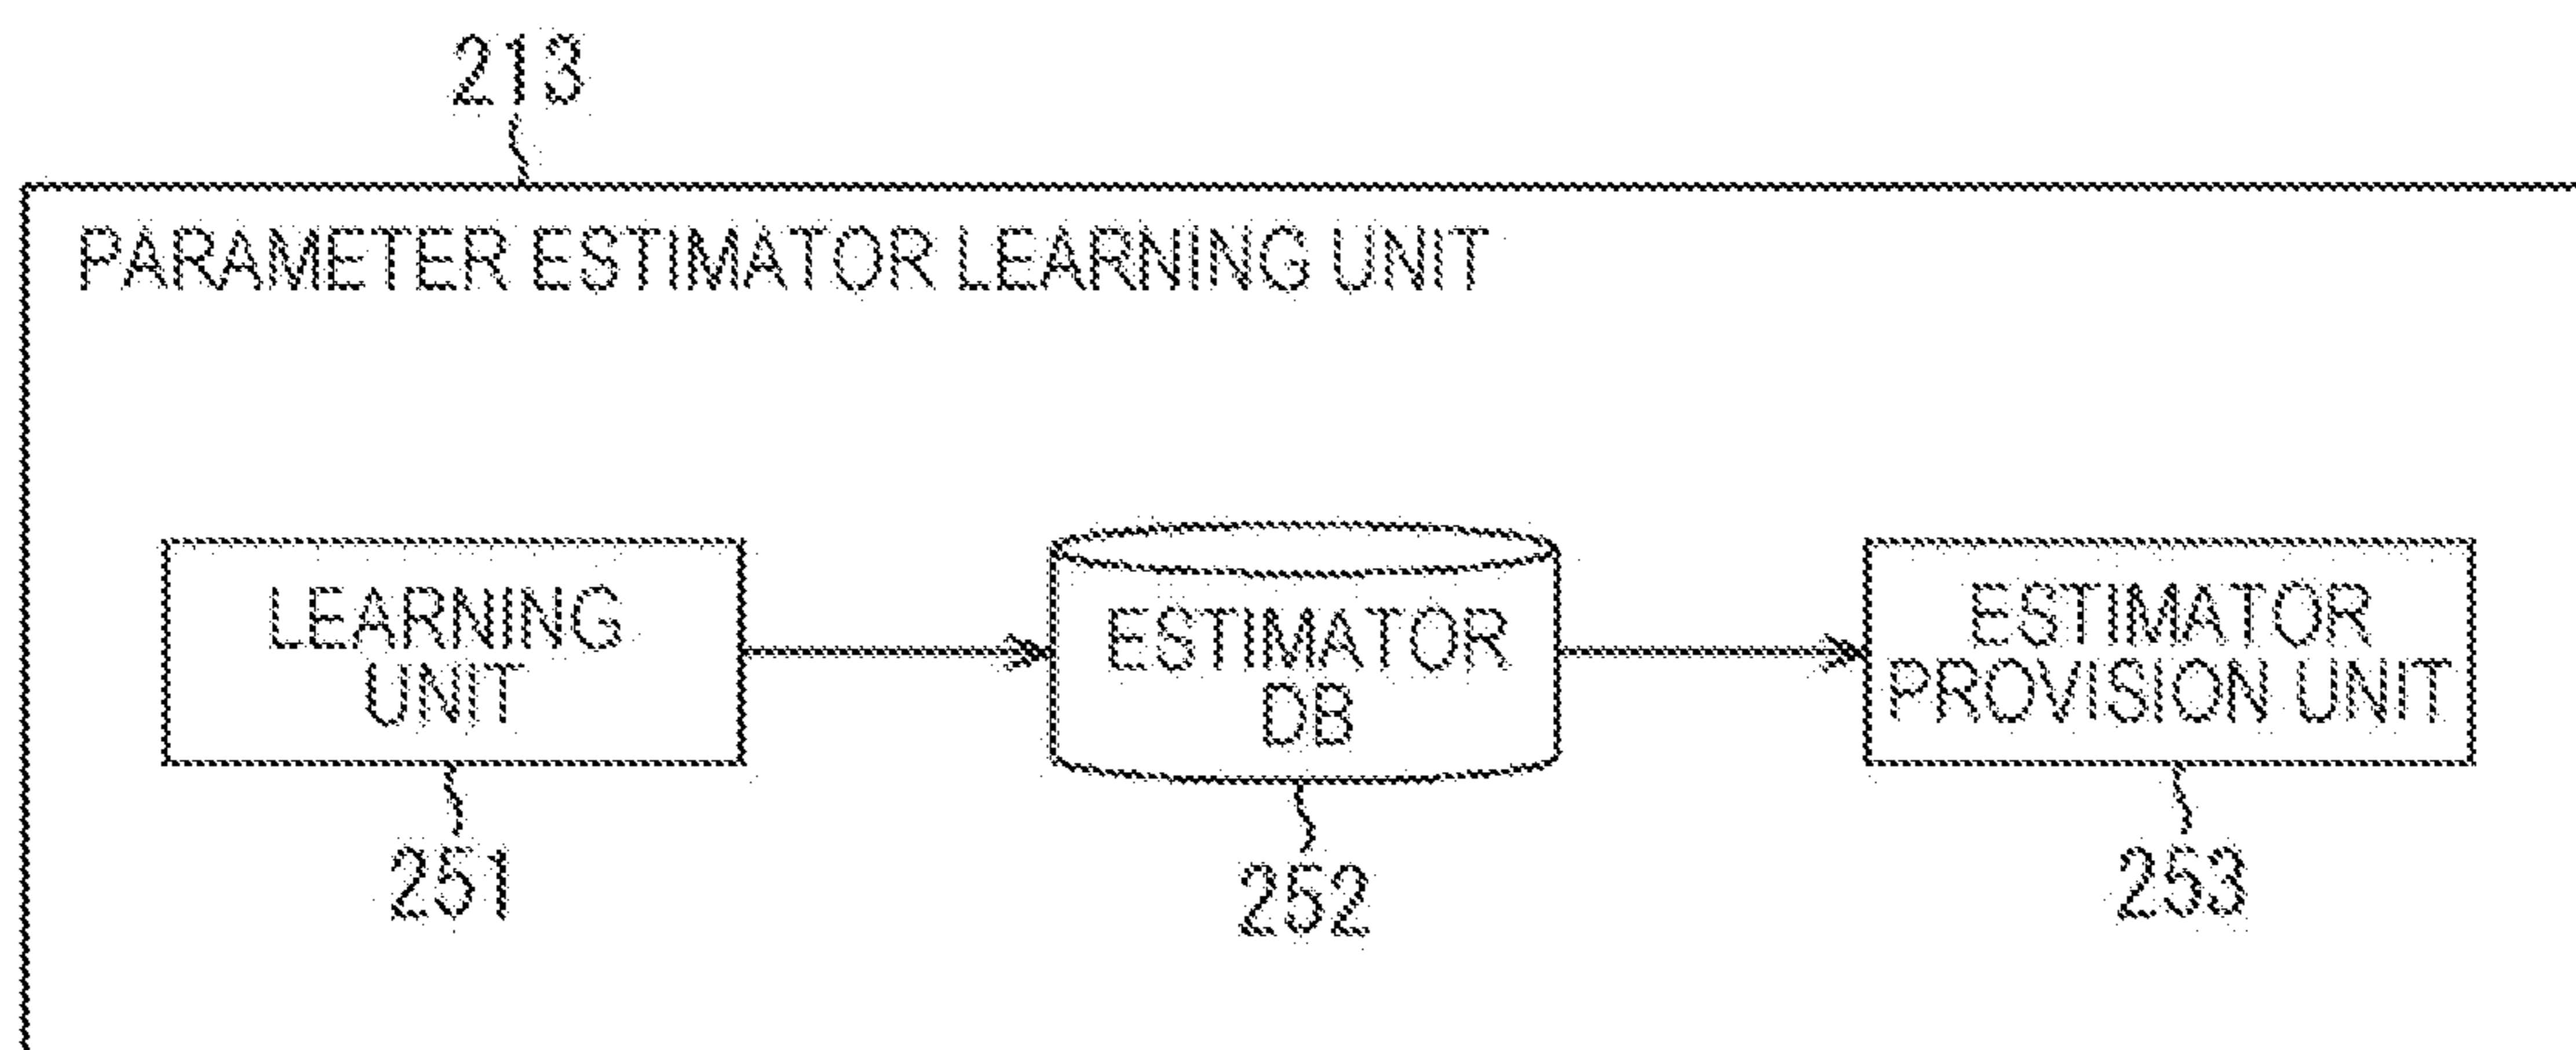 213
PARAMETER ESTIMATOR LEARNING UNIT
LEARNING
UNIT
ESTIMATOR
DB
ESTIMATOR
PROVISION UNIT
251
252
253